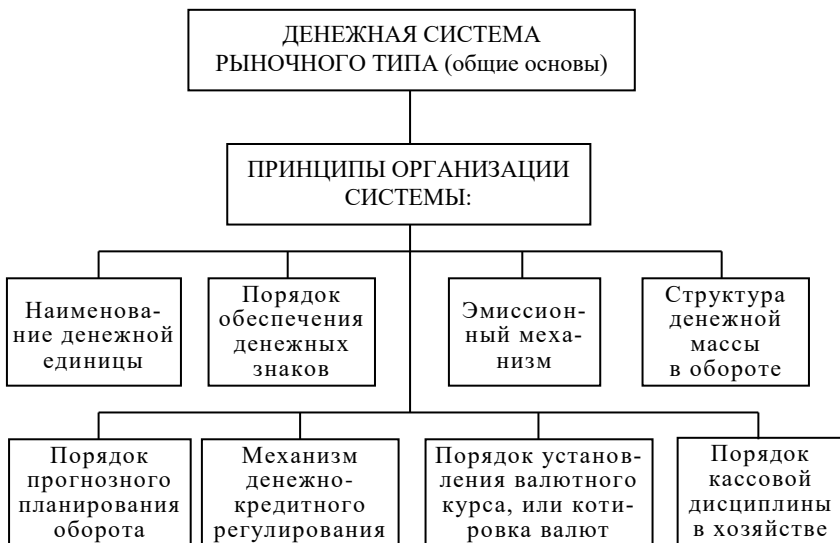 ДЕНЕЖНАЯ СИСТЕМА
РЫНОЧНОГО ТИПА (общие основы)
ПРИНЦИПЫ ОРГАНИЗАЦИИ
СИСТЕМЫ:
Наименова-
ние денежной
единицы
Порядок
обеспечения
денежных
знаков
Эмиссион-
ный меха-
низм
Структура
денежной
массы
в обороте
Порядок
прогнозного
планирования
оборота
Механизм
денежно-
кредитного
регулирования
Порядок установ-
ления валютного
курса, или коти-
ровка валют
Порядок
кассовой
дисциплины
в хозяйстве